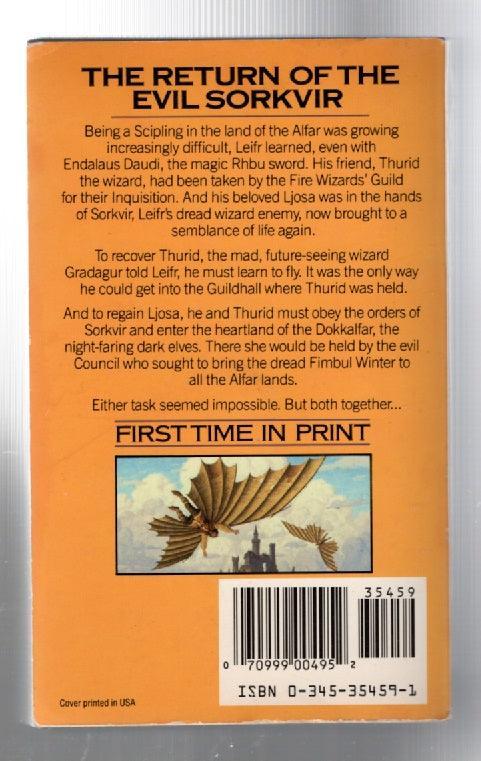 THE RETURN OF THE
EVIL SORKVIR
Being a Scipling in the land of the Alfar was growing
increasingly difficult, Leifr learned, even with
Endalaus Daudi, the magic Rhbu sword. His friend, Thurid
the wizard, had been taken by the Fire Wizards' Guild
for their Inquisition. And his beloved Ljosa was in the hands
of Sorkvir, Leifr's dread wizard enemy, now brought to a
semblance of life again.
To recover Thurid, the mad, future-seeing wizard
Gradagur told Leifr, he must learn to fly. It was the only way
he could get into the Guildhall where Thurid was held.
And to regain Ljosa, he and Thurid must obey the orders of
Sorkvir and enter the heartland of the Dokkalfar, the
night-faring dark elves. There she would be held by the evil
Council who sought to bring the dread Fimbul Winter to
all the Alfar lands.
Either task seemed impossible. But both together...
FIRST TIME IN PRINT
35459
0 70999 00495 2
ISBN 0-345-35459-1
Cover printed in USA